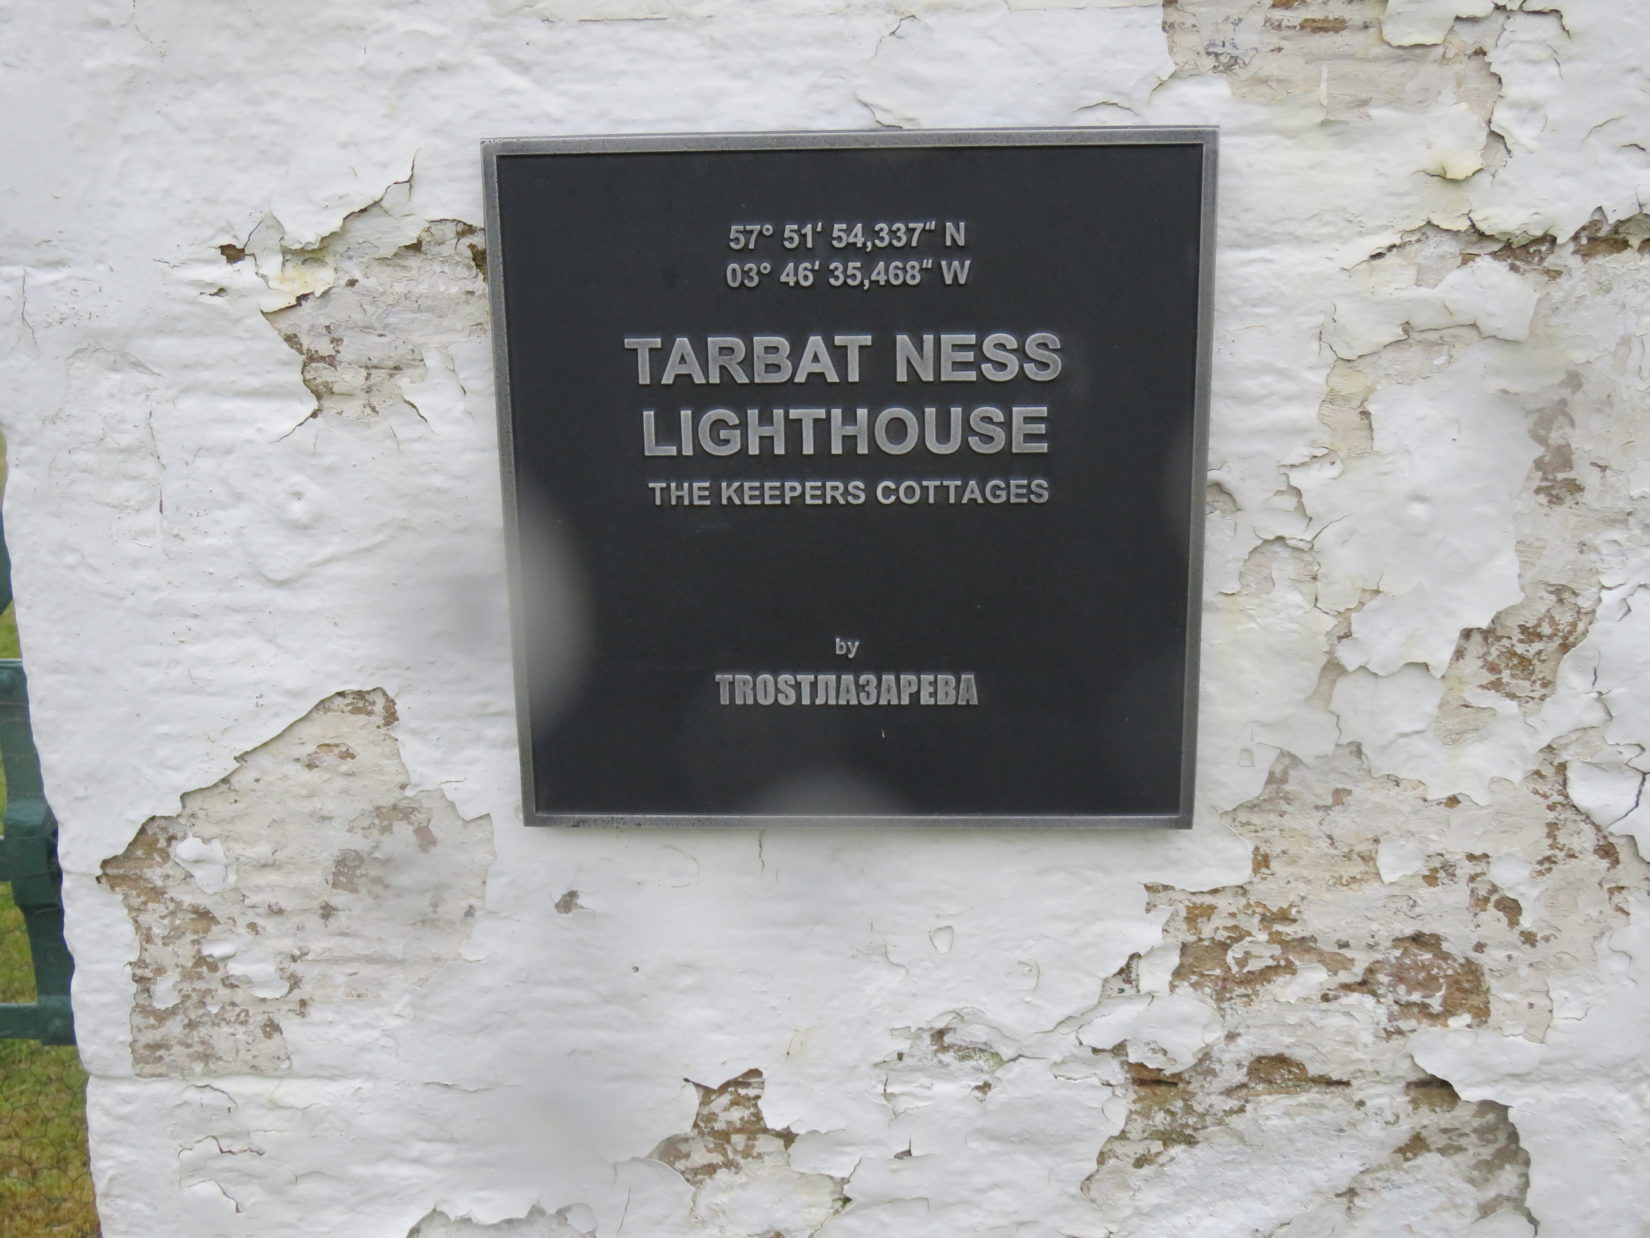 57° 51‘ 54,337“ N
03° 46‘ 35,468“ W
TARBAT NESS
LIGHTHOUSE
THE KEEPERS COTTAGES
by
TROSTЛАЗАРЕВА